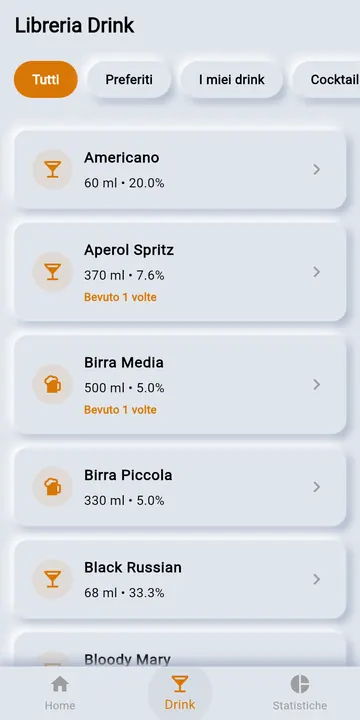 Libreria Drink
Tutti
Preferiti
I miei drink
Cocktail
Americano
60 ml • 20.0%
Aperol Spritz
370 ml • 7.6%
Bevuto 1 volte
Birra Media
500 ml • 5.0%
Bevuto 1 volte
Birra Piccola
330 ml • 5.0%
Black Russian
68 ml • 33.3%
Bloody Mary
Home
Drink
Statistiche